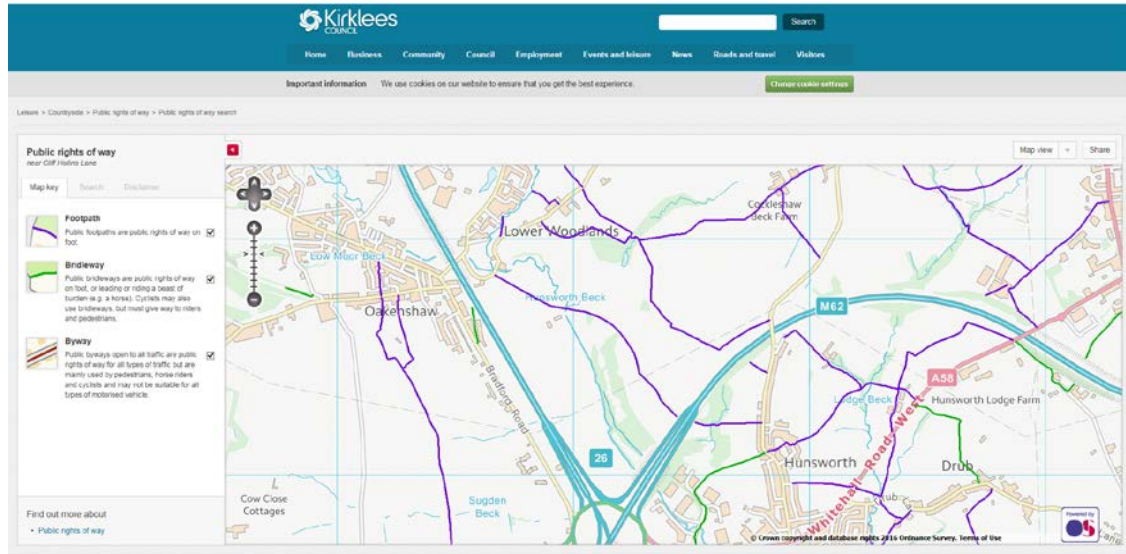 Kirklees
COUNCIL
Search
Home Business Community Council Employment Events and leisure News Roads and travel Visitors
Important information We use cookies on our website to ensure that you get the best experience.
Change cookie settings
Leisure > Countryside > Public rights of way > Public rights of way search
Public rights of way
near Cliff Hollins Lane
Map view
Share
Map key Search Disclaimer
Footpath
Public footpaths are public rights of way on
foot.
Bridleway
Public bridleways are public rights of way
on foot, or leading or riding a beast of
burden (e.g. a horse). Cyclists may also
use bridleways, but must give way to riders
and pedestrians.
Byway
Public byways open to all traffic are public
rights of way for all types of traffic but are
mainly used by pedestrians, horse riders
and cyclists and may not be suitable for all
types of motorised vehicle.
Find out more about
Public rights of way
Cockleshaw
Beck Farm
Lower Woodlands
Low Moor Beck
Hunsworth Beck
Oakenshaw
M62
Bradford Road
A58
Lodge Beck
Hunsworth Lodge Farm
Whitehall Road West
26
Hunsworth
Drub
Cow Close
Cottages
Sugden
Beck
Powered by
OS
© Crown copyright and database rights 2016 Ordnance Survey. Terms of Use